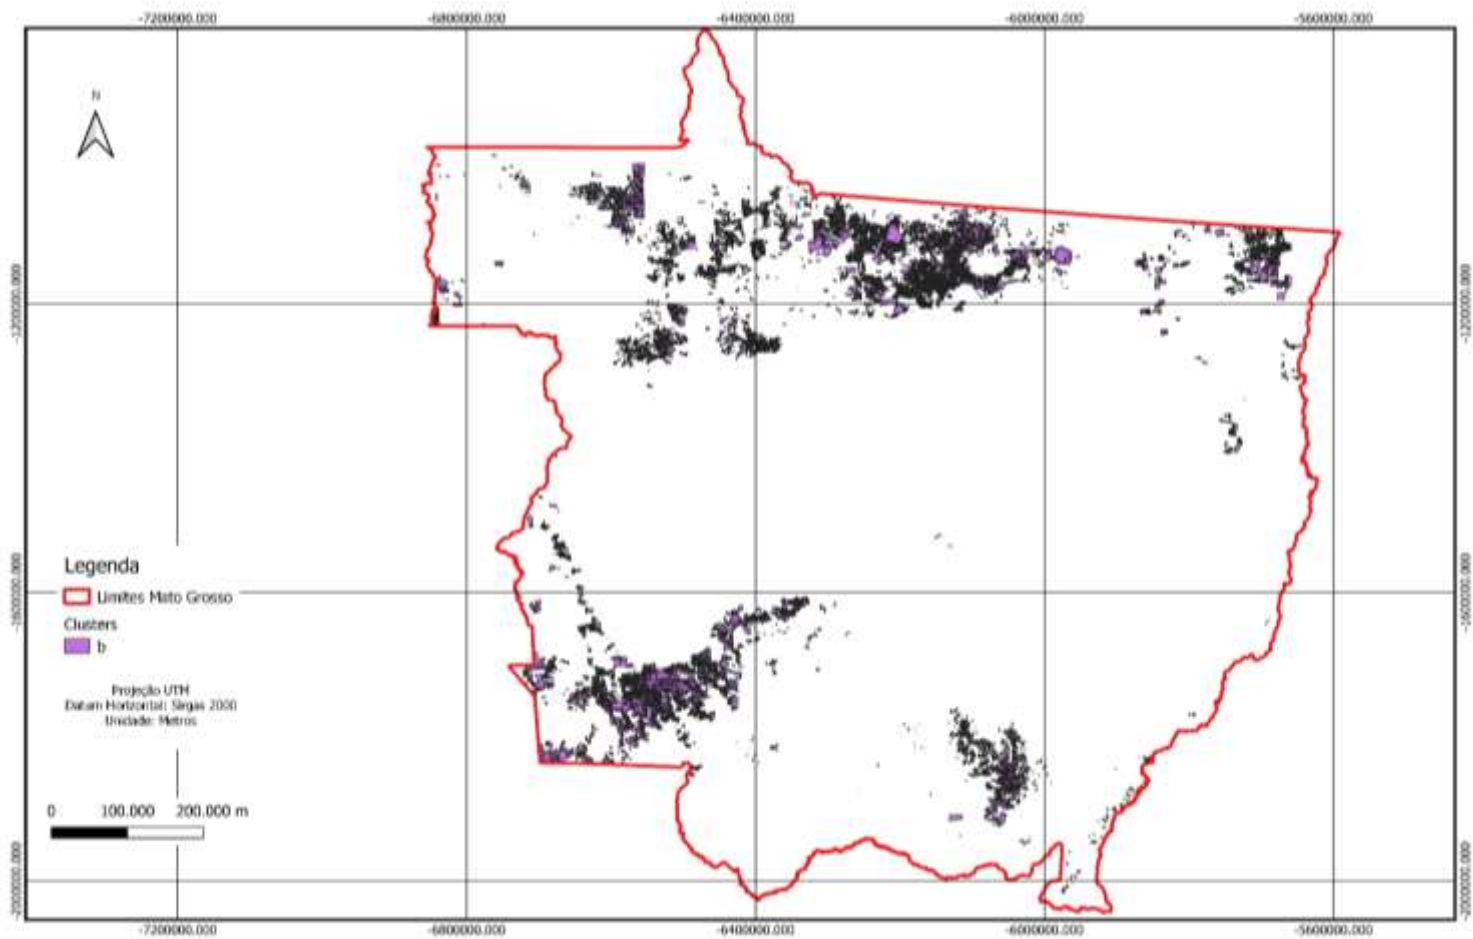 -7200000.000 -6800000.000 -6400000.000 -6000000.000 -5600000.000
N
-1200000.000 -1200000.000
Legenda
Limites Mato Grosso
Clusters
b
-1600000.000 -1600000.000
Projeção UTM
Datum Horizontal: Sirgas 2000
Unidade: Metros
0 100.000 200.000 m
-2000000.000 -2000000.000
-7200000.000 -6800000.000 -6400000.000 -6000000.000 -5600000.000